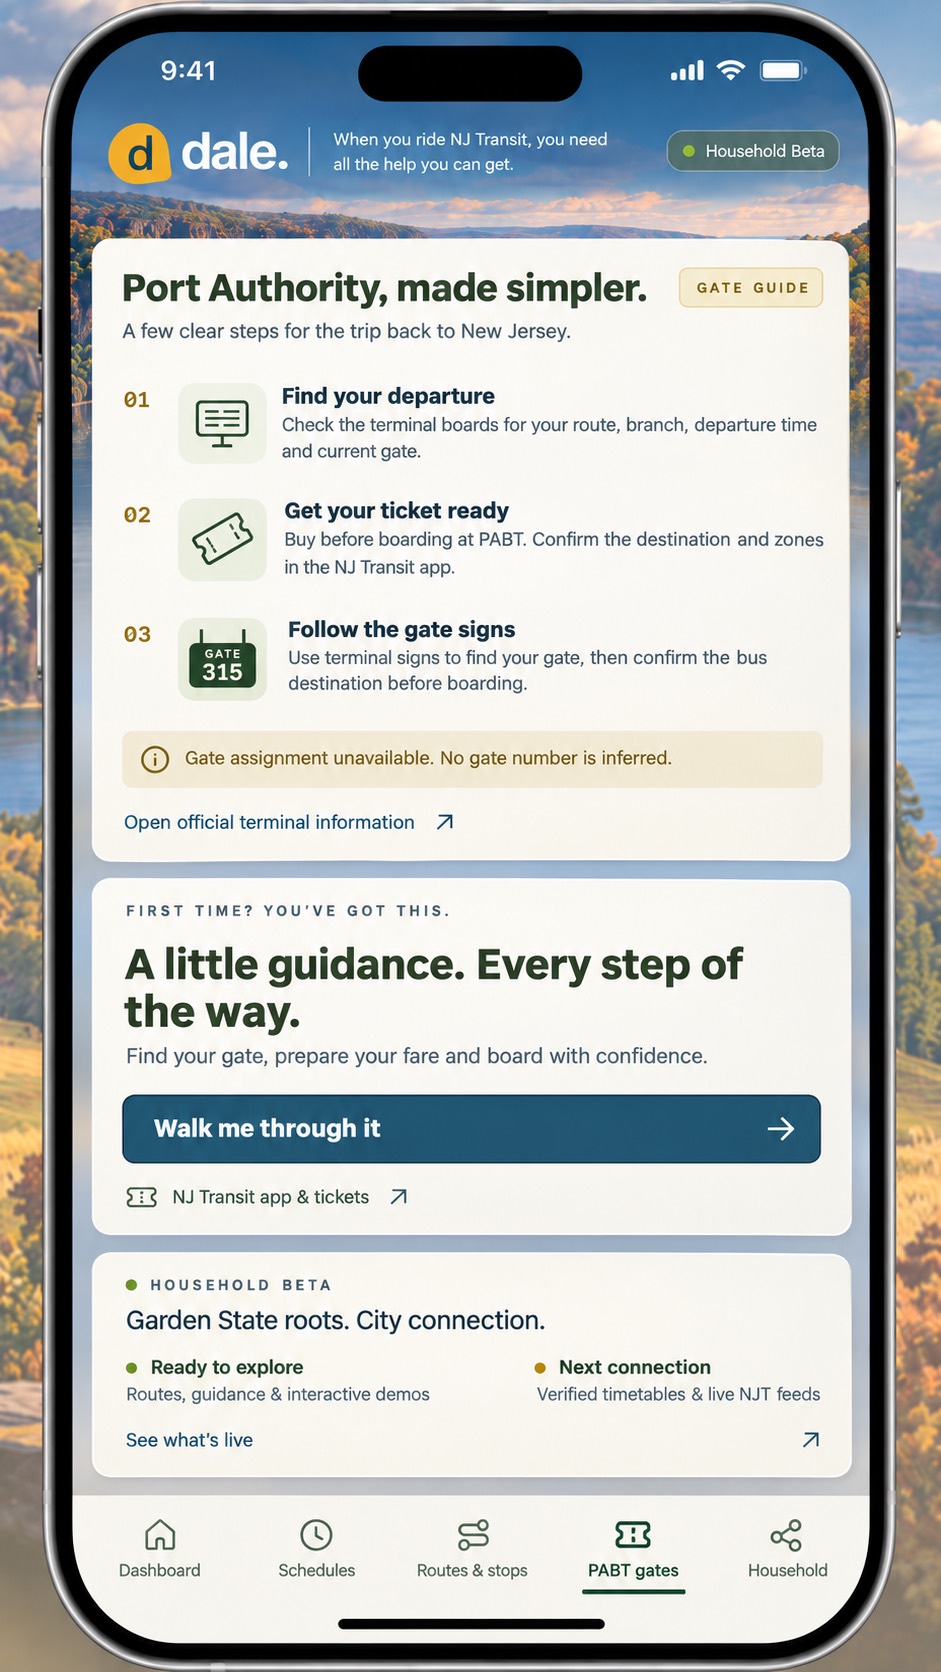 9:41
d dale.
When you ride NJ Transit, you need
all the help you can get.
Household Beta
Port Authority, made simpler.
GATE GUIDE
A few clear steps for the trip back to New Jersey.
01
Find your departure
Check the terminal boards for your route, branch, departure time
and current gate.
02
Get your ticket ready
Buy before boarding at PABT. Confirm the destination and zones
in the NJ Transit app.
03
GATE
315
Follow the gate signs
Use terminal signs to find your gate, then confirm the bus
destination before boarding.
Gate assignment unavailable. No gate number is inferred.
Open official terminal information
FIRST TIME? YOU'VE GOT THIS.
A little guidance. Every step of
the way.
Find your gate, prepare your fare and board with confidence.
Walk me through it
NJ Transit app & tickets
HOUSEHOLD BETA
Garden State roots. City connection.
Ready to explore
Routes, guidance & interactive demos
Next connection
Verified timetables & live NJT feeds
See what's live
Dashboard
Schedules
Routes & stops
PABT gates
Household